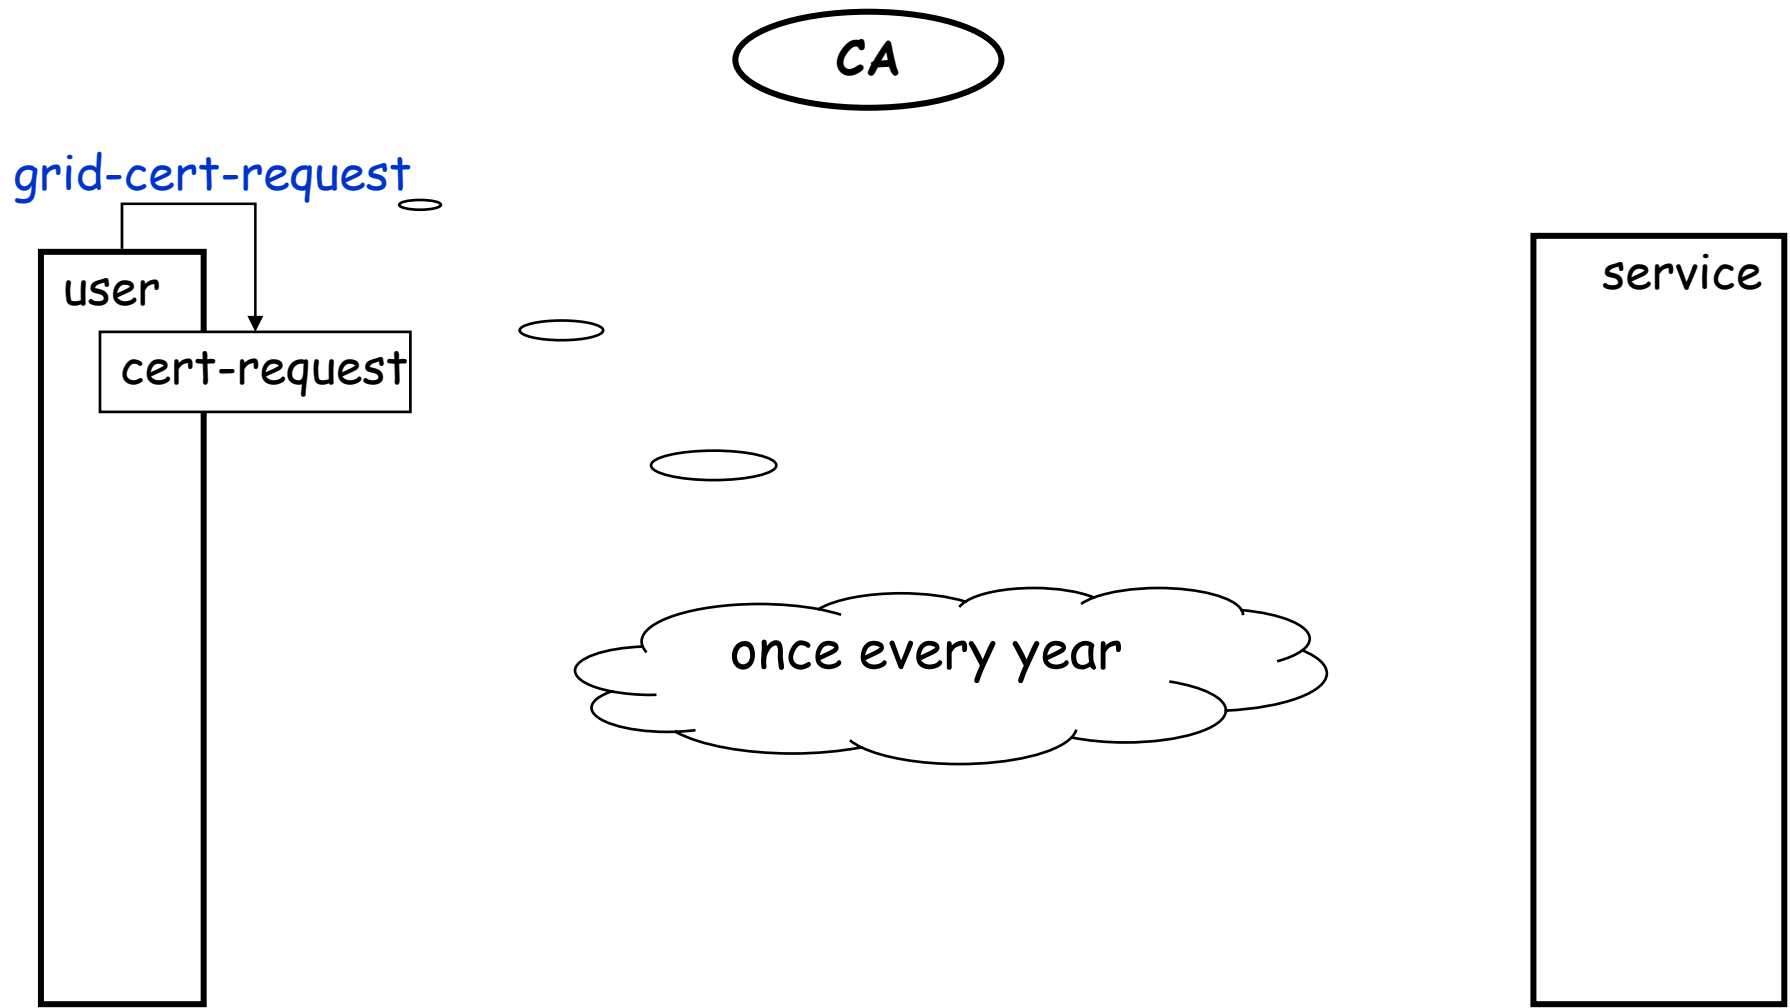 CA
grid-cert-request
user
service
cert-request
once every year